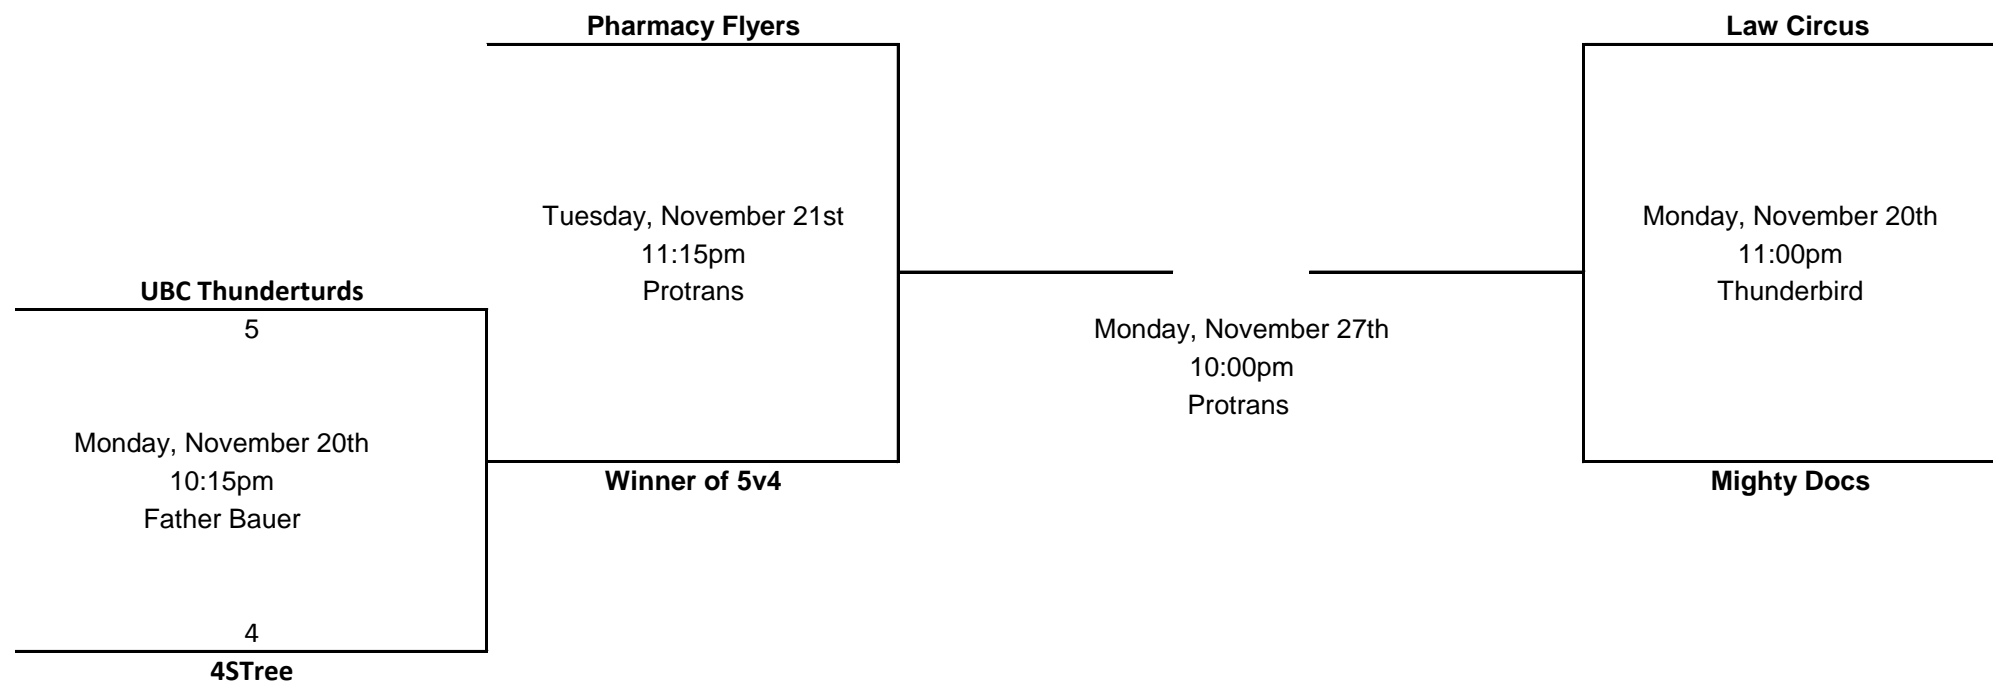 Pharmacy Flyers
Law Circus
Tuesday, November 21st
11:15pm
Protrans
Monday, November 20th
11:00pm
Thunderbird
UBC Thunderturds
5
Monday, November 27th
10:00pm
Protrans
Monday, November 20th
10:15pm
Father Bauer
Winner of 5v4
Mighty Docs
4
4STree